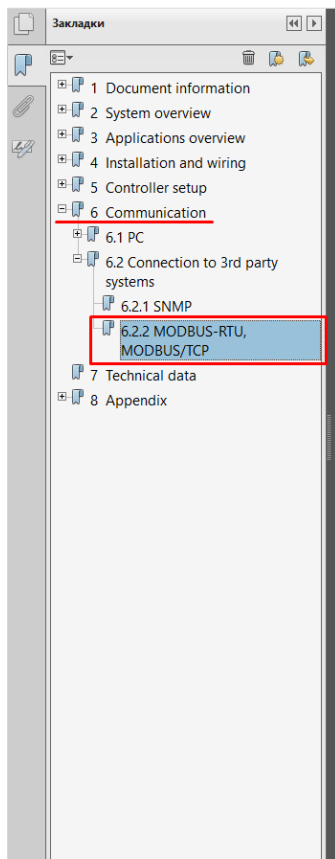 Закладки
1 Document information
2 System overview
3 Applications overview
4 Installation and wiring
5 Controller setup
6 Communication
6.1 PC
6.2 Connection to 3rd party
systems
6.2.1 SNMP
6.2.2 MODBUS-RTU,
MODBUS/TCP
7 Technical data
8 Appendix